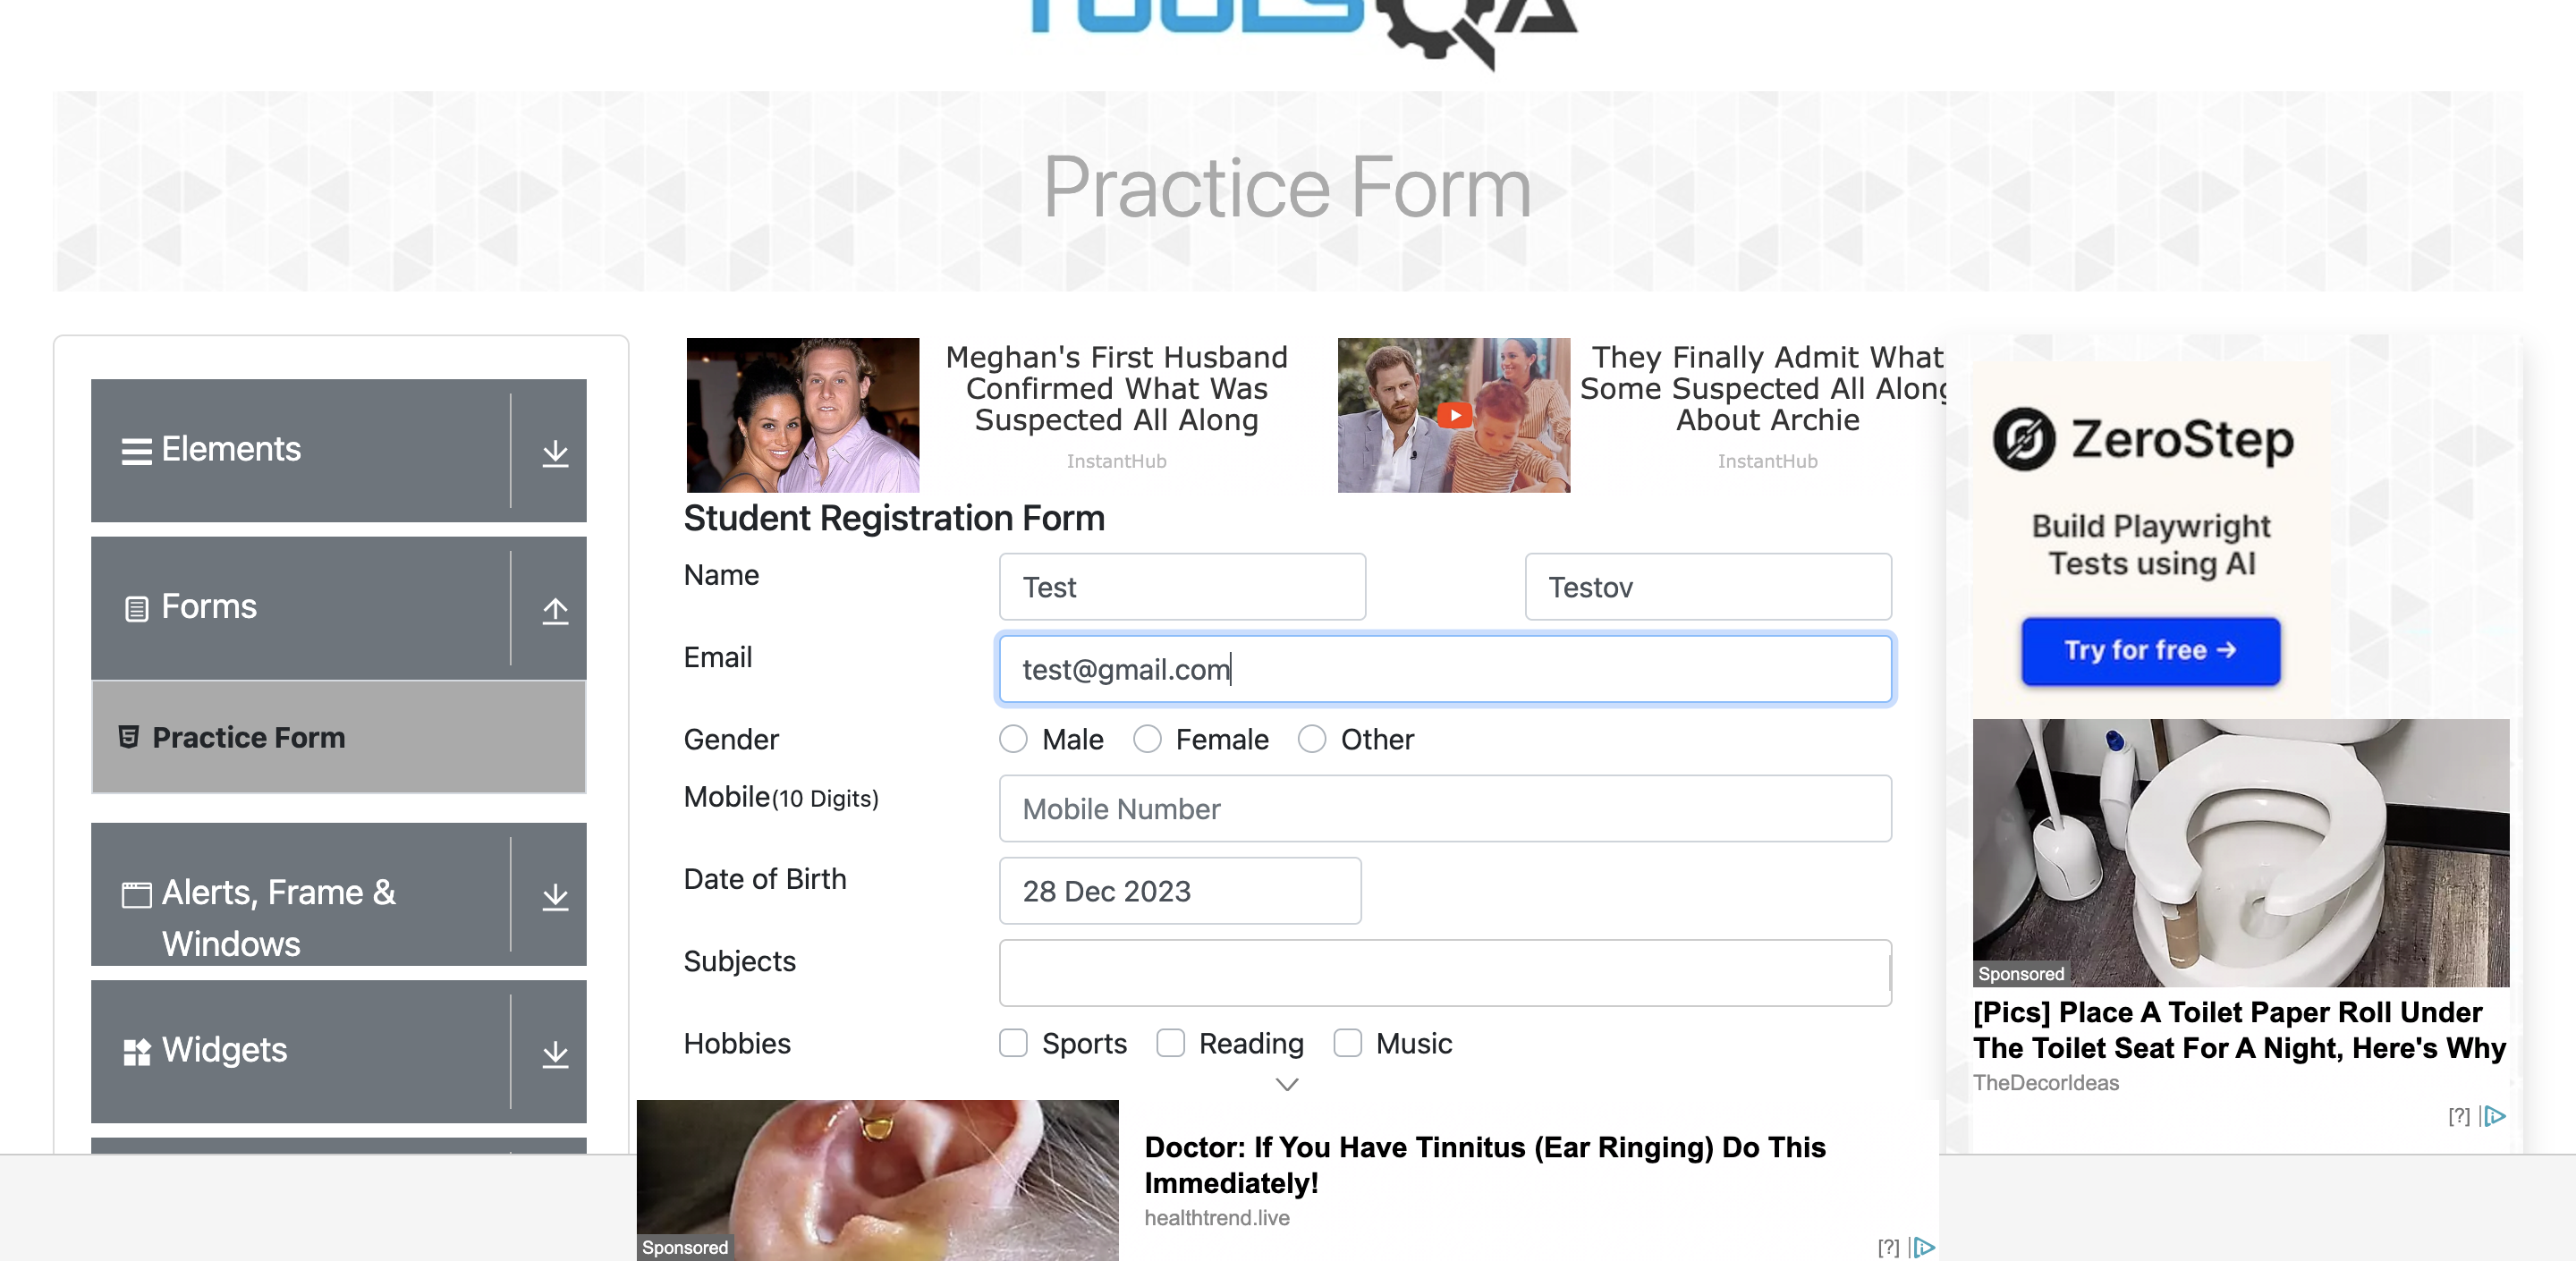 Practice Form
Elements
Forms
Practice Form
Alerts, Frame &
Windows
Widgets
Meghan's First Husband
Confirmed What Was
Suspected All Along
InstantHub
They Finally Admit What
Some Suspected All Along
About Archie
InstantHub
Student Registration Form
Name
Test
Testov
Email
test@gmail.com
Gender
Male
Female
Other
Mobile(10 Digits)
Mobile Number
Date of Birth
28 Dec 2023
Subjects
Hobbies
Sports
Reading
Music
Sponsored
Doctor: If You Have Tinnitus (Ear Ringing) Do This
Immediately!
healthtrend.live
[?]
ZeroStep
Build Playwright
Tests using AI
Try for free →
Sponsored
[Pics] Place A Toilet Paper Roll Under
The Toilet Seat For A Night, Here's Why
TheDecorIdeas
[?]